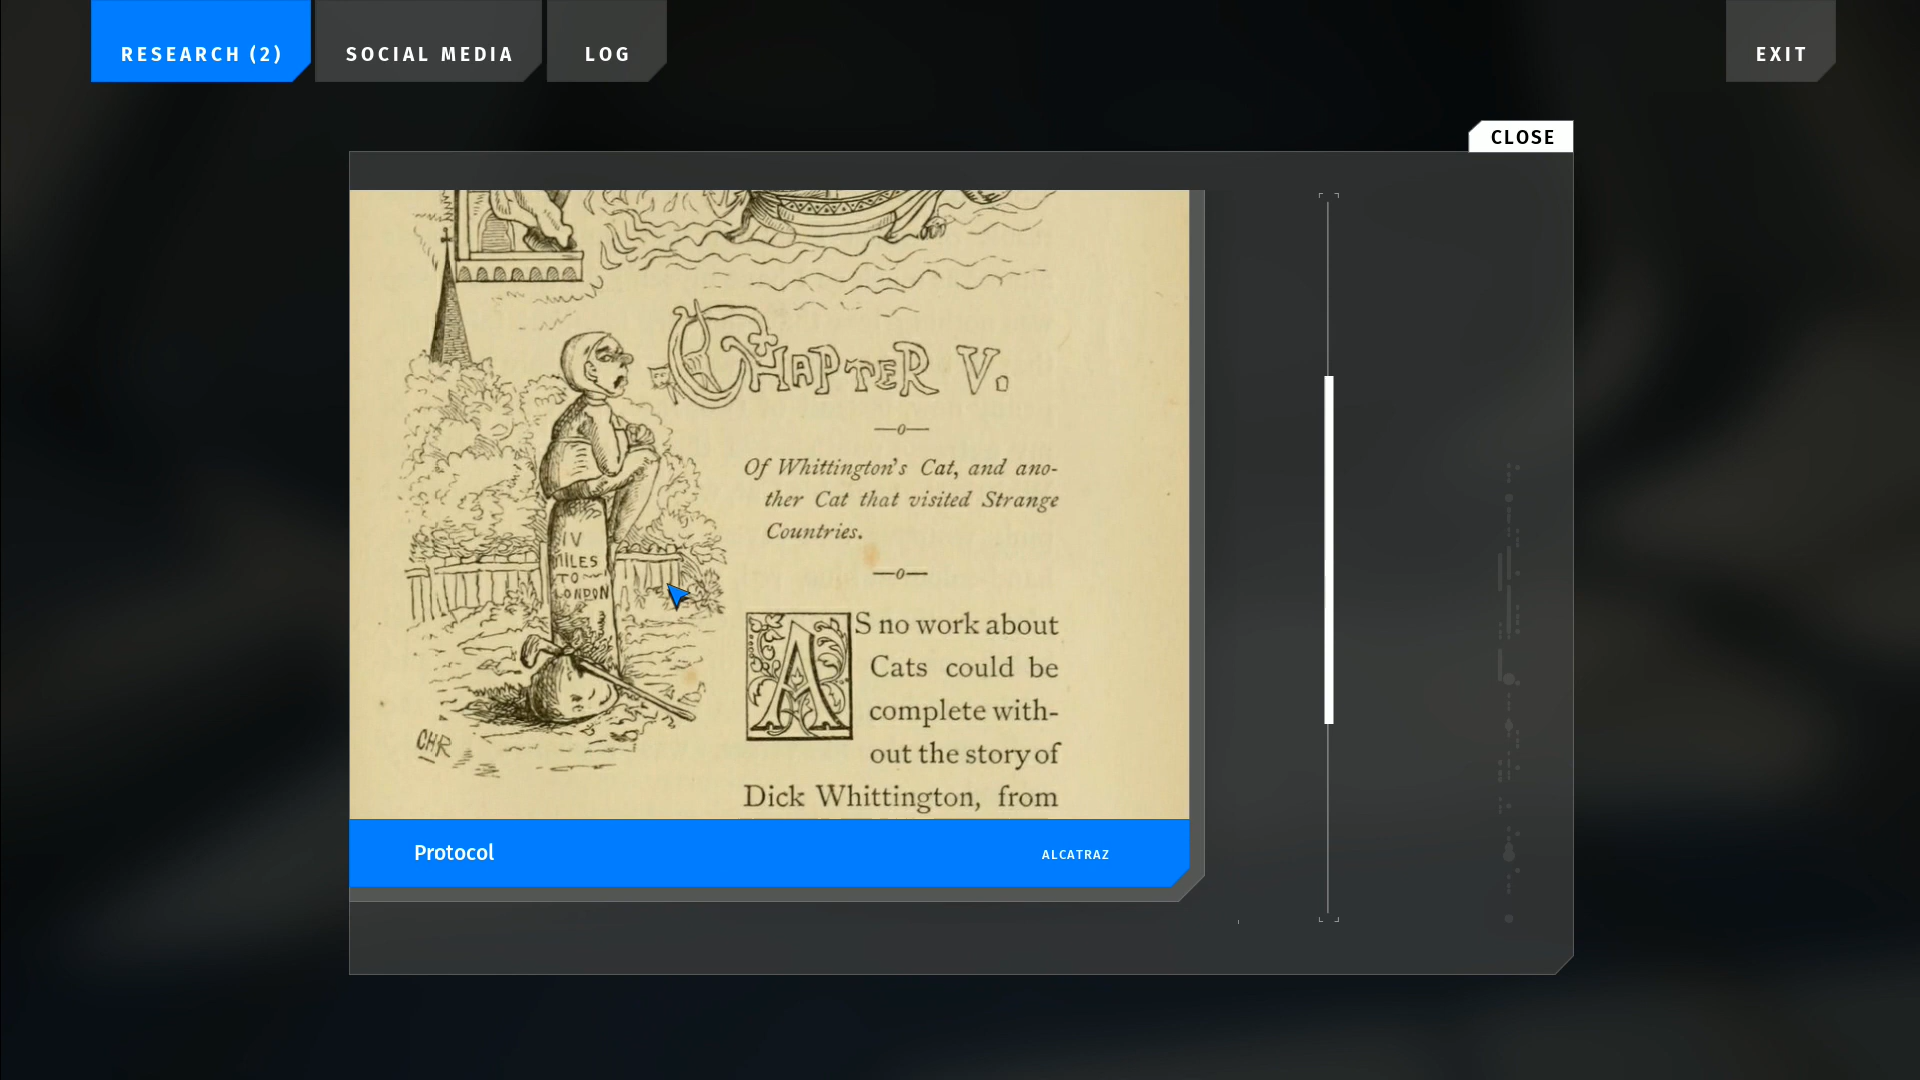 RESEARCH (2)
SOCIAL MEDIA
LOG
EXIT
CLOSE
CHAPTER V.
—o—
Of Whittington's Cat, and ano-
ther Cat that visited Strange
Countries.
—o—
IV
MILES
TO
LONDON
AS no work about
Cats could be
complete with-
out the story of
Dick Whittington, from
CHR
Protocol
ALCATRAZ